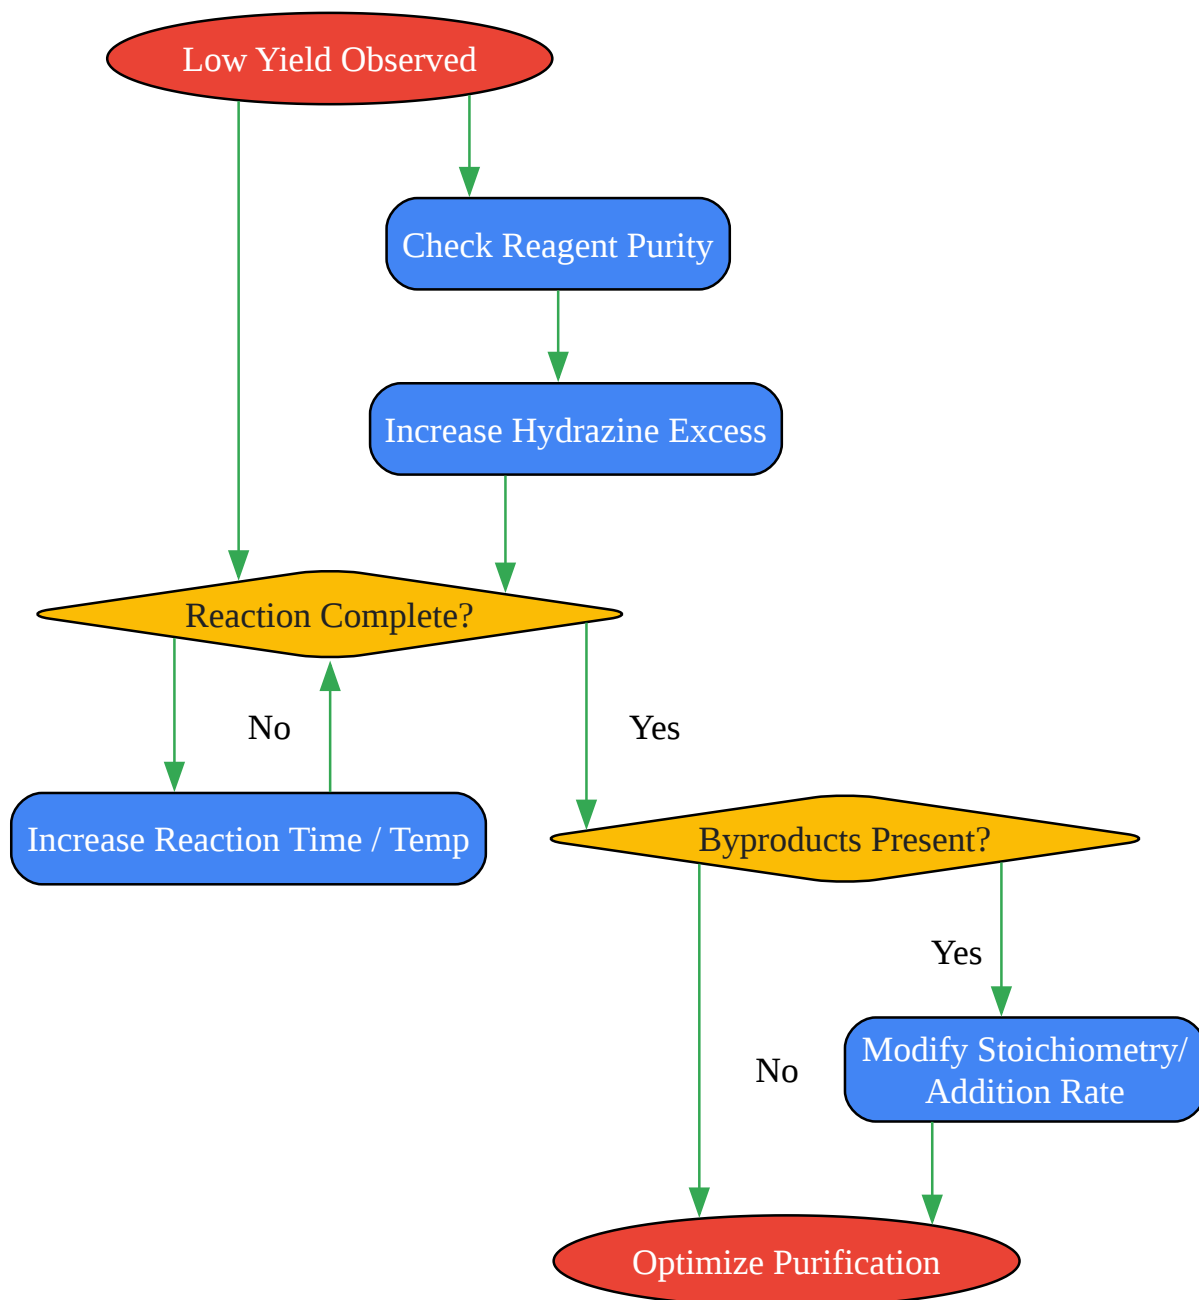 Low Yield Observed
Check Reagent Purity
Increase Hydrazine Excess
Reaction Complete?
No
Yes
Increase Reaction Time / Temp
Byproducts Present?
Yes
No
Modify Stoichiometry/
Addition Rate
Optimize Purification